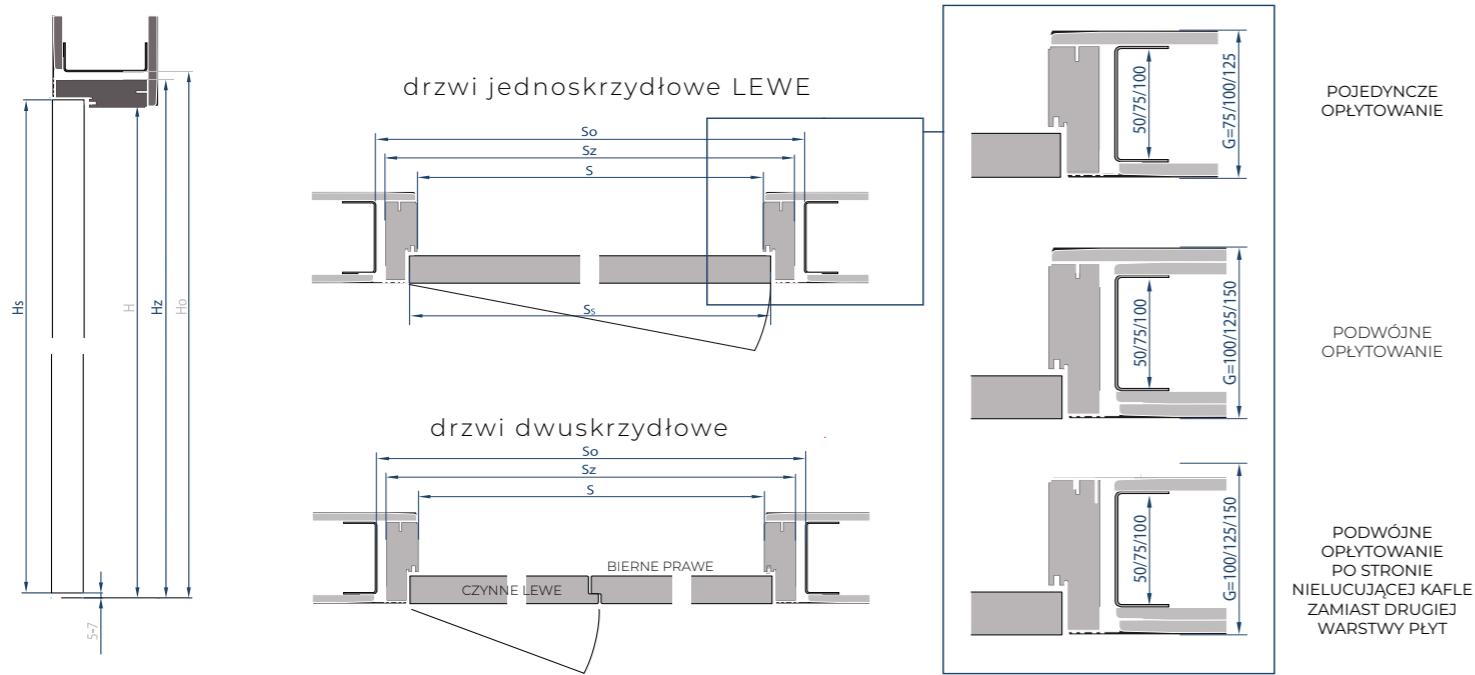 Hs
H
Hz
Ho
5-7
drzwi jednoskrzydłowe LEWE
So
Sz
S
Ss
drzwi dwuskrzydłowe
So
Sz
S
BIERNE PRAWE
CZYNNE LEWE
50/75/100
G=75/100/125
POJEDYNCZE
OPŁYTOWANIE
50/75/100
G=100/125/150
PODWÓJNE
OPŁYTOWANIE
50/75/100
G=100/125/150
PODWÓJNE
OPŁYTOWANIE
PO STRONIE
NIELUCUJĄCEJ KAFLE
ZAMIAST DRUGIEJ
WARSTWY PŁYT